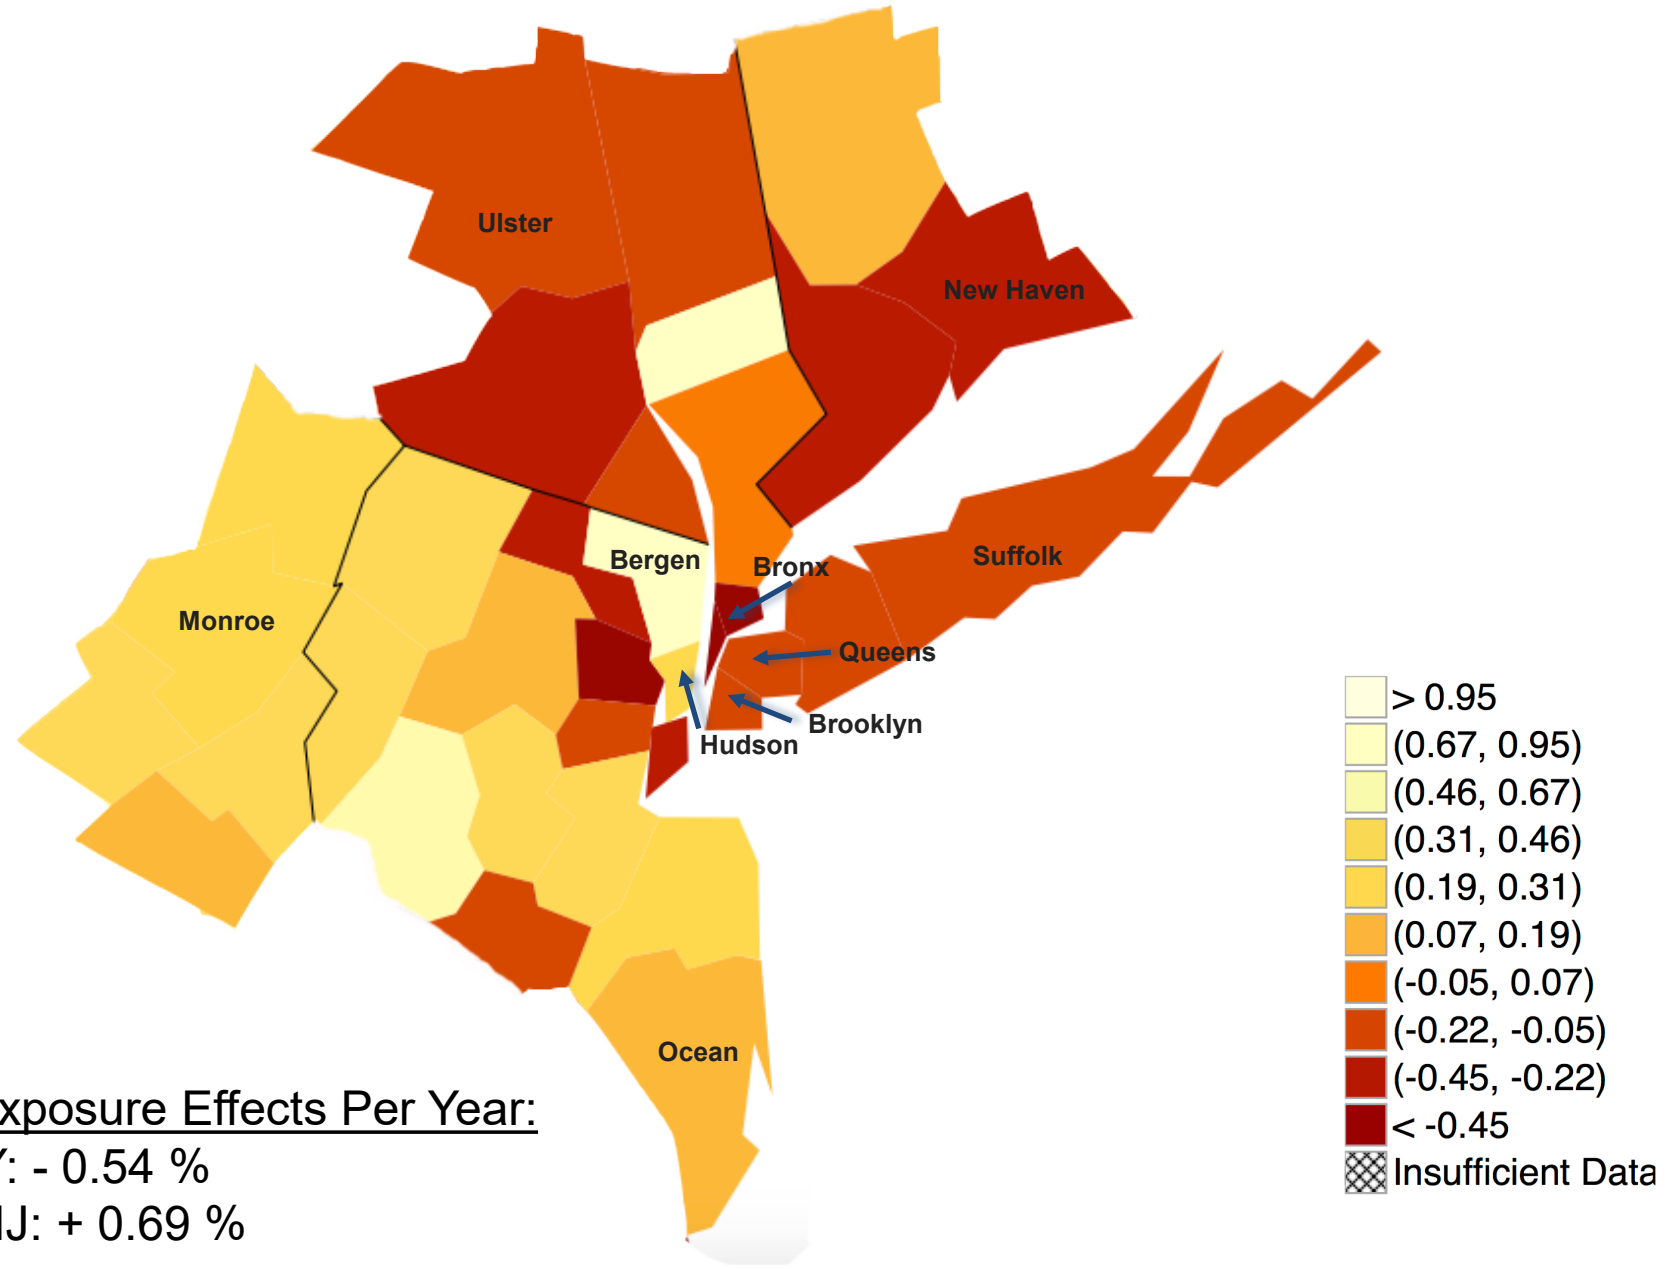 Ulster
New Haven
Bergen
Bronx
Suffolk
Monroe
Queens
Brooklyn
Hudson
Ocean
> 0.95
(0.67, 0.95)
(0.46, 0.67)
(0.31, 0.46)
(0.19, 0.31)
(0.07, 0.19)
(-0.05, 0.07)
(-0.22, -0.05)
(-0.45, -0.22)
< -0.45
Insufficient Data
xposure Effects Per Year:
: - 0.54 %
J: + 0.69 %